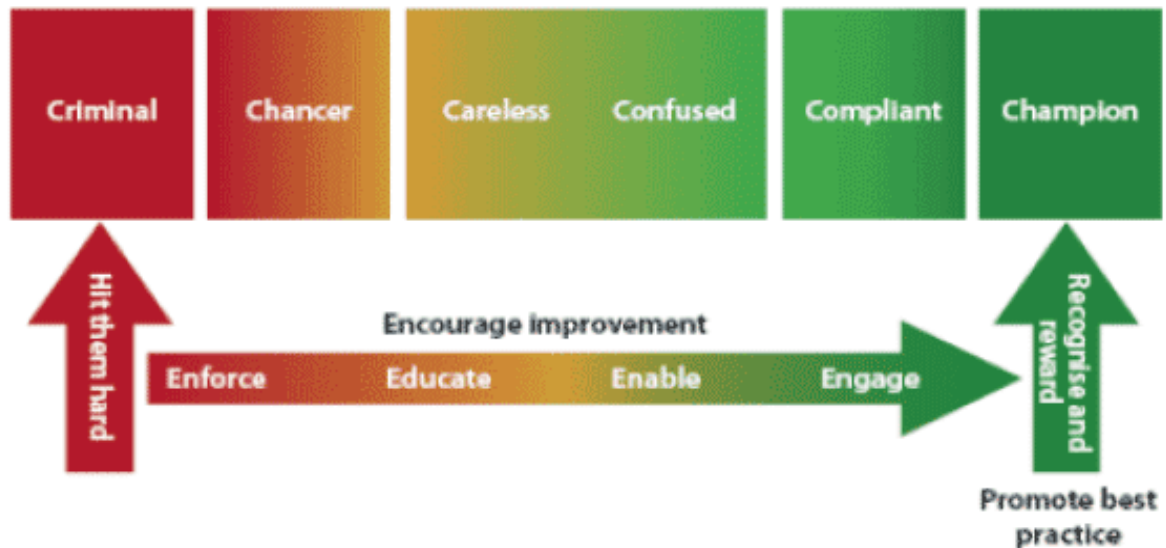 Criminal
Chancer
Careless
Confused
Compliant
Champion
Hit them hard
Encourage improvement
Enforce
Educate
Enable
Engage
Recognise and
reward
Promote best
practice